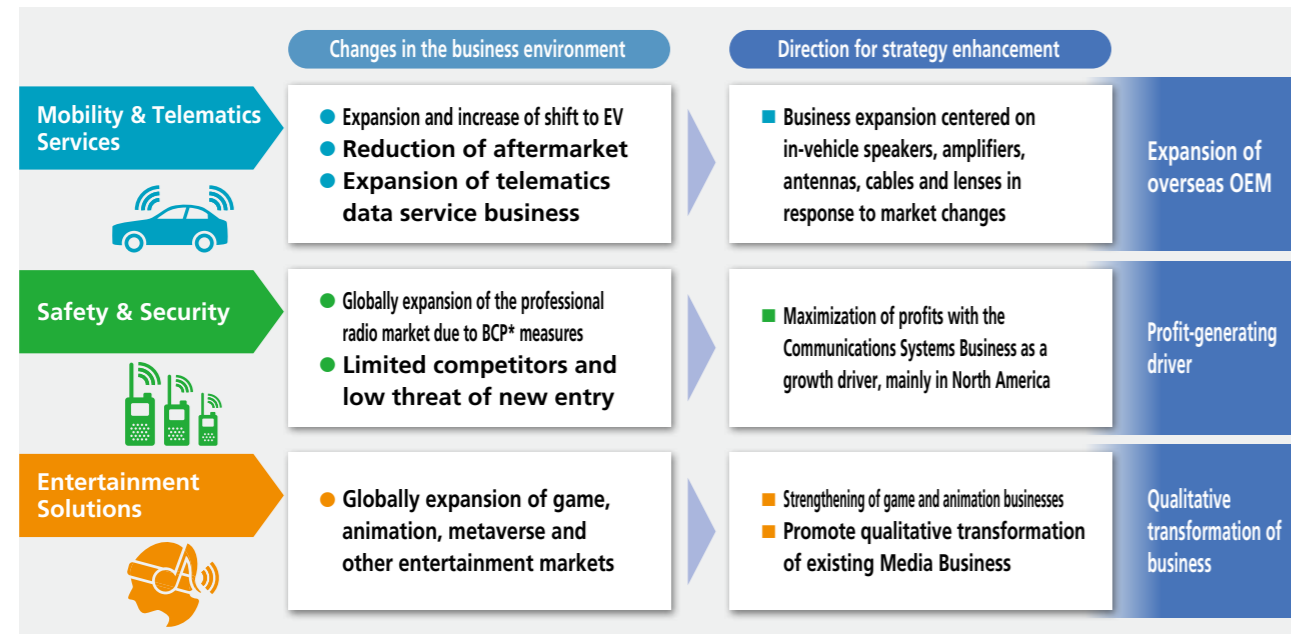 Changes in the business environment
Direction for strategy enhancement
Mobility & Telematics
Services
● Expansion and increase of shift to EV
● Reduction of aftermarket
● Expansion of telematics
data service business
■ Business expansion centered on
in-vehicle speakers, amplifiers,
antennas, cables and lenses in
response to market changes
Expansion of
overseas OEM
Safety & Security
● Globally expansion of the professional
radio market due to BCP* measures
● Limited competitors and
low threat of new entry
■ Maximization of profits with the
Communications Systems Business as a
growth driver, mainly in North America
Profit-generating
driver
Entertainment
Solutions
● Globally expansion of game,
animation, metaverse and
other entertainment markets
■ Strengthening of game and animation businesses
■ Promote qualitative transformation
of existing Media Business
Qualitative
transformation of
business